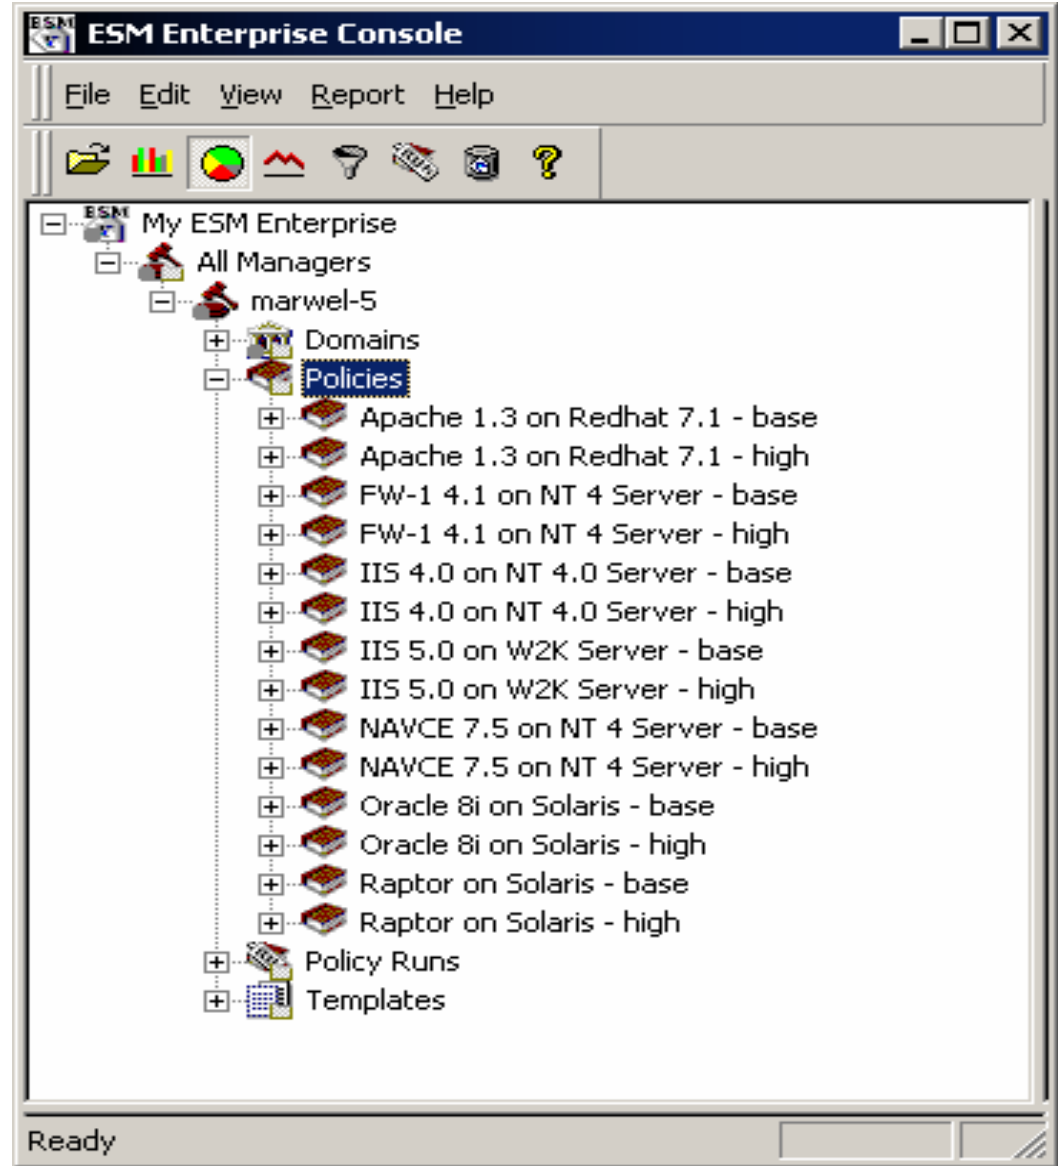 ESM Enterprise Console
File Edit View Report Help
My ESM Enterprise
All Managers
marwel-5
Domains
Policies
Apache 1.3 on Redhat 7.1 - base
Apache 1.3 on Redhat 7.1 - high
FW-1 4.1 on NT 4 Server - base
FW-1 4.1 on NT 4 Server - high
IIS 4.0 on NT 4.0 Server - base
IIS 4.0 on NT 4.0 Server - high
IIS 5.0 on W2K Server - base
IIS 5.0 on W2K Server - high
NAVCE 7.5 on NT 4 Server - base
NAVCE 7.5 on NT 4 Server - high
Oracle 8i on Solaris - base
Oracle 8i on Solaris - high
Raptor on Solaris - base
Raptor on Solaris - high
Policy Runs
Templates
Ready